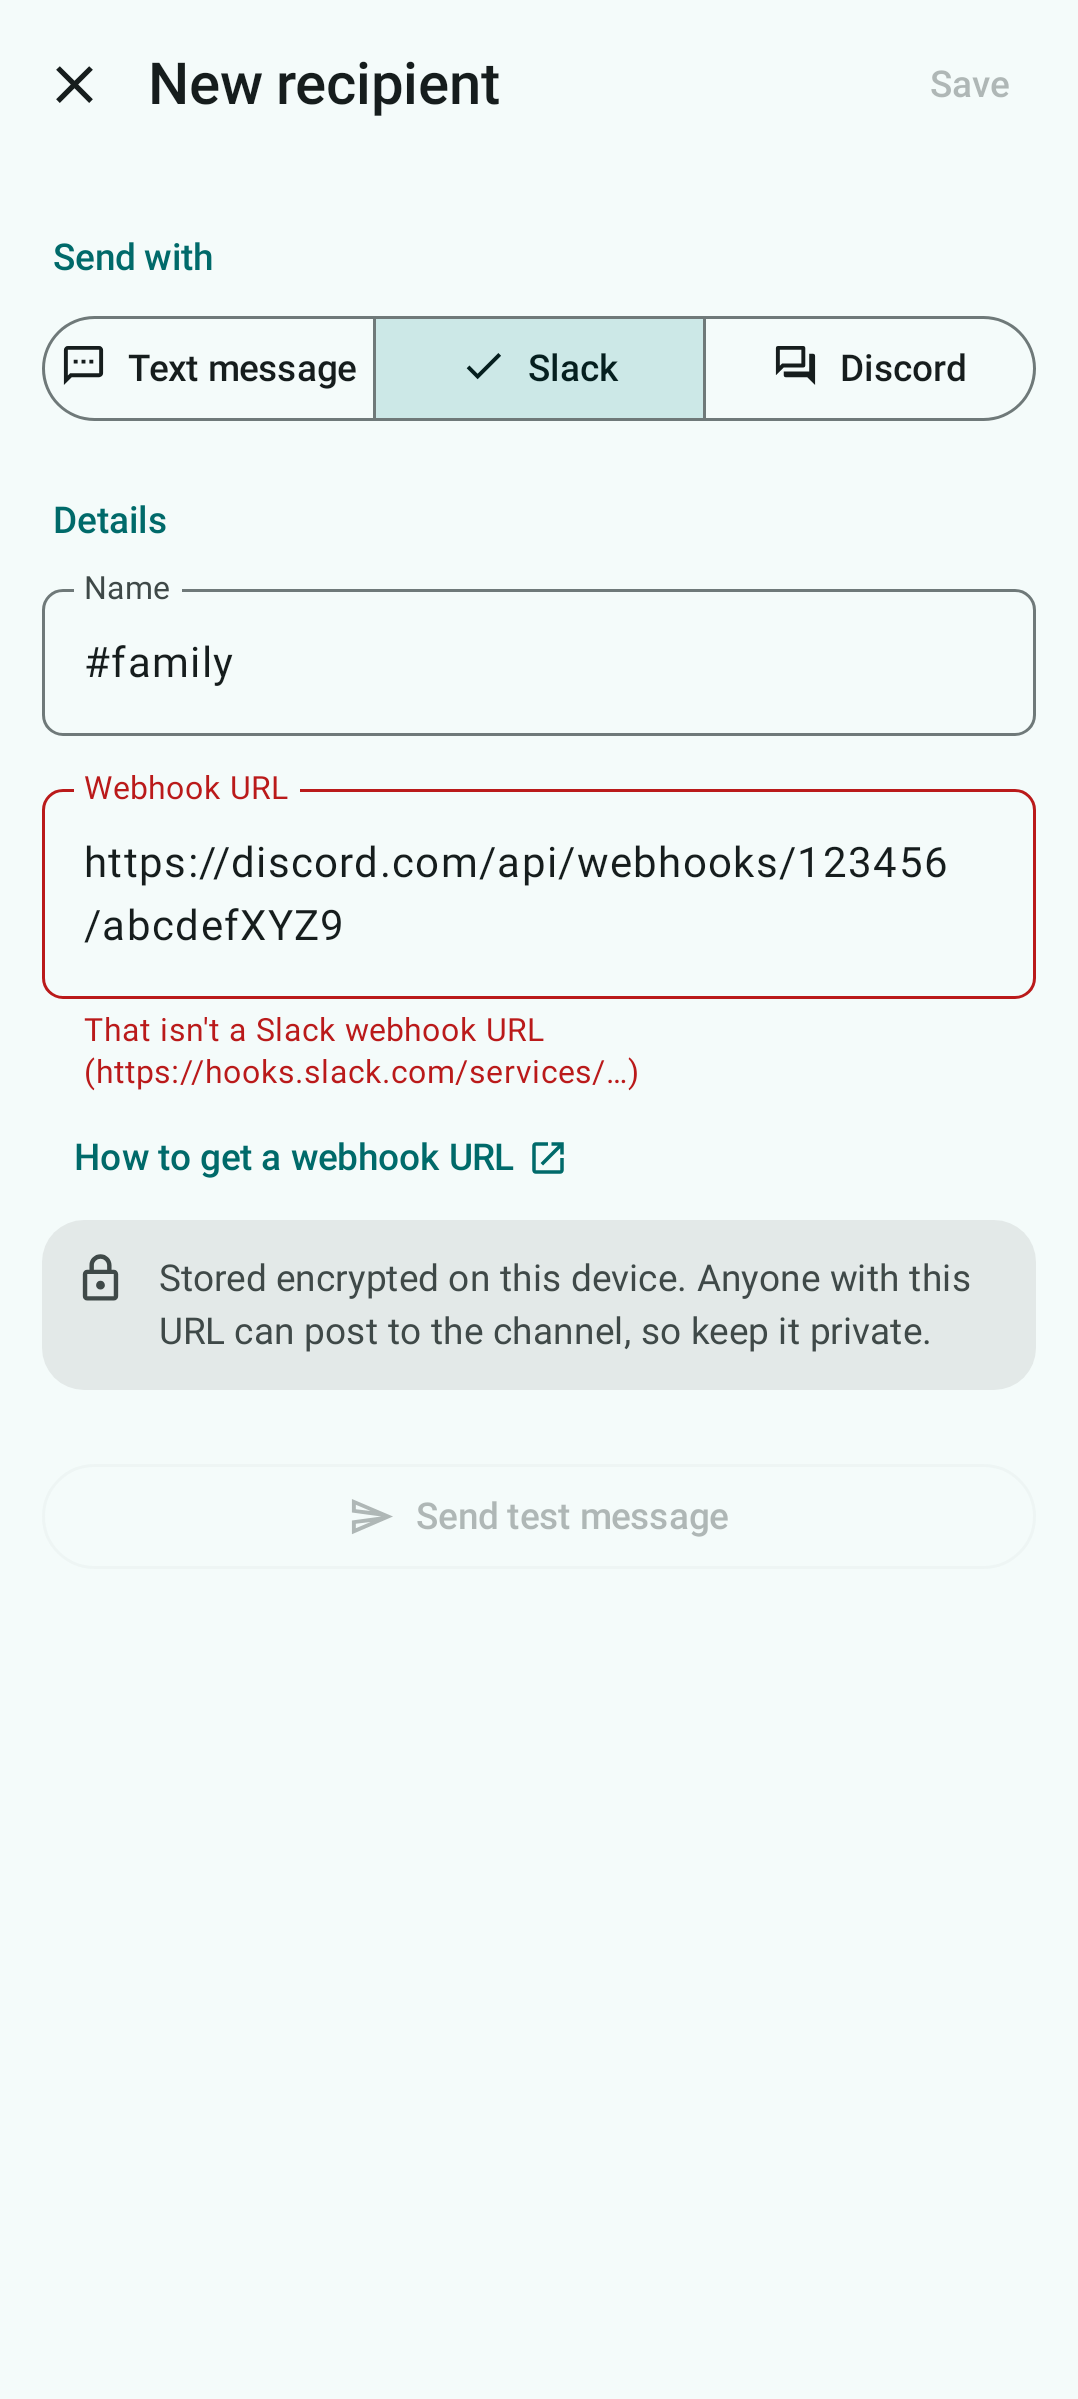 New recipient
Save
Send with
Text message
Slack
Discord
Details
Name
#family
Webhook URL
https://discord.com/api/webhooks/123456
/abcdefXYZ9
That isn't a Slack webhook URL
(https://hooks.slack.com/services/…)
How to get a webhook URL
Stored encrypted on this device. Anyone with this
URL can post to the channel, so keep it private.
Send test message